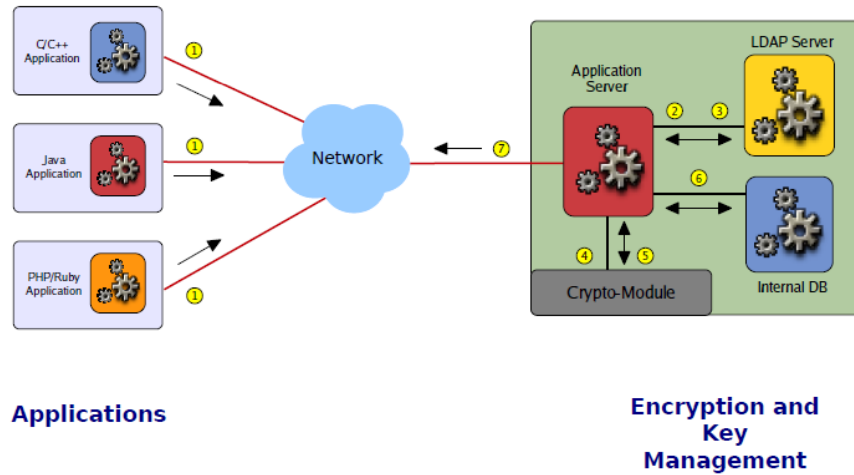 C/C++
Application
1
Java
Application
1
PHP/Ruby
Application
1
Network
7
Application
Server
LDAP Server
2
3
6
4
5
Crypto-Module
Internal DB
Applications
Encryption and
Key
Management